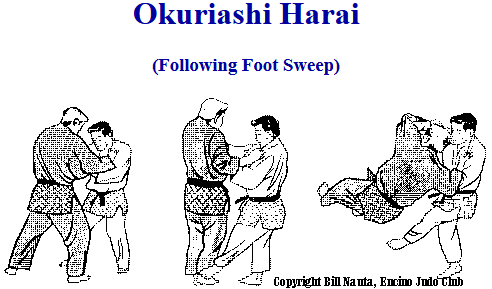 Okuriashi Harai
(Following Foot Sweep)
Copyright Bill Nauta, Encino Judo Club